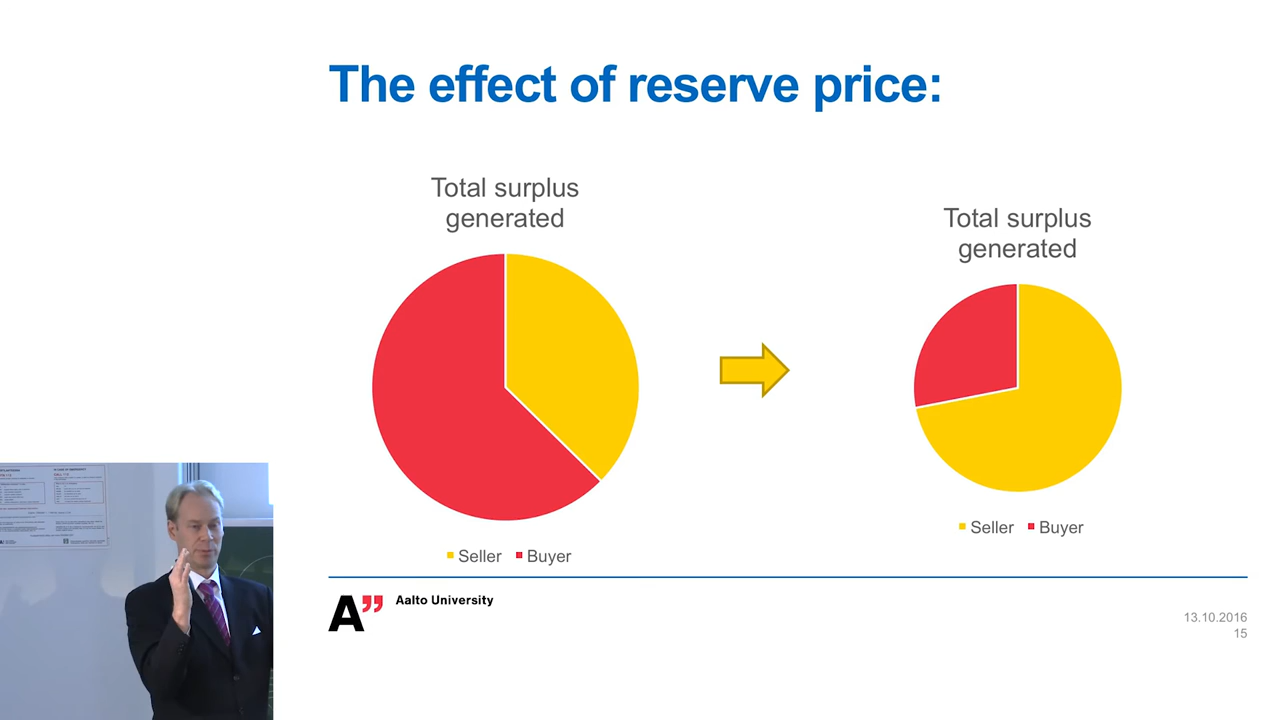 The effect of reserve price:
Total surplus
generated
Total surplus
generated
Seller Buyer
Seller Buyer
A”
Aalto University
13.10.2016
15